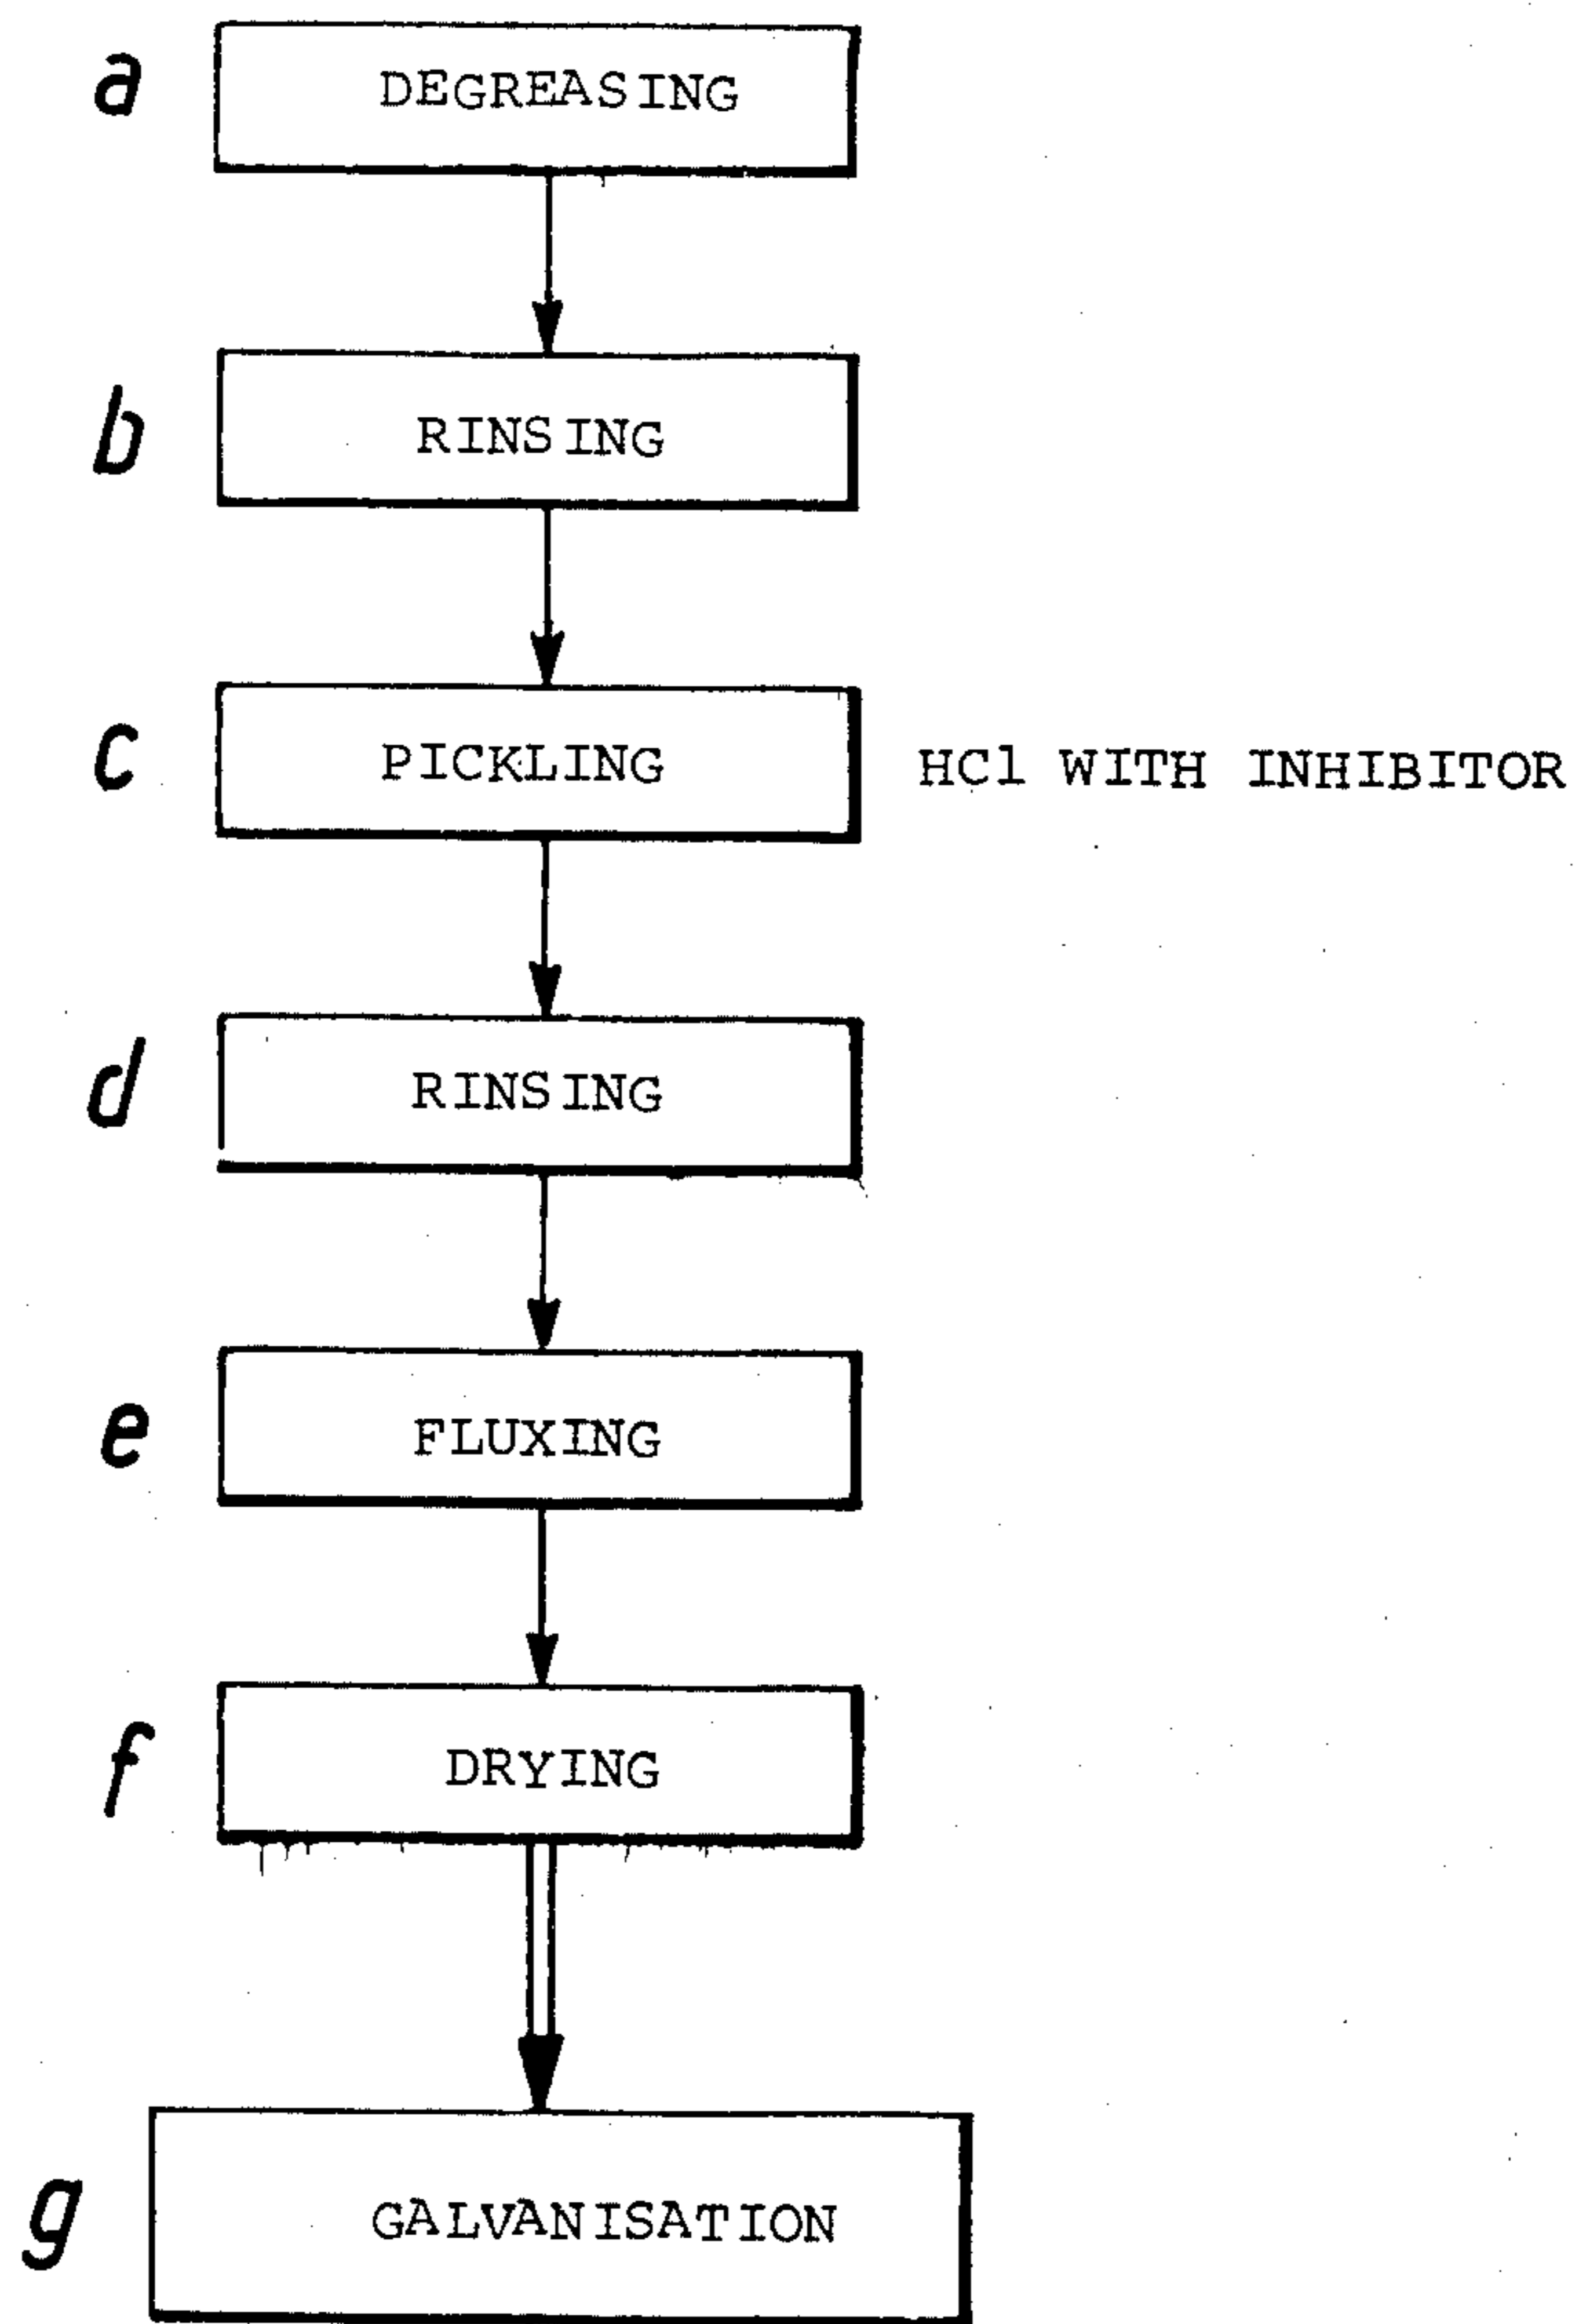 a DEGREASING
b RINSING
c PICKLING HCl WITH INHIBITOR
d RINSING
e FLUXING
f DRYING
g GALVANISATION